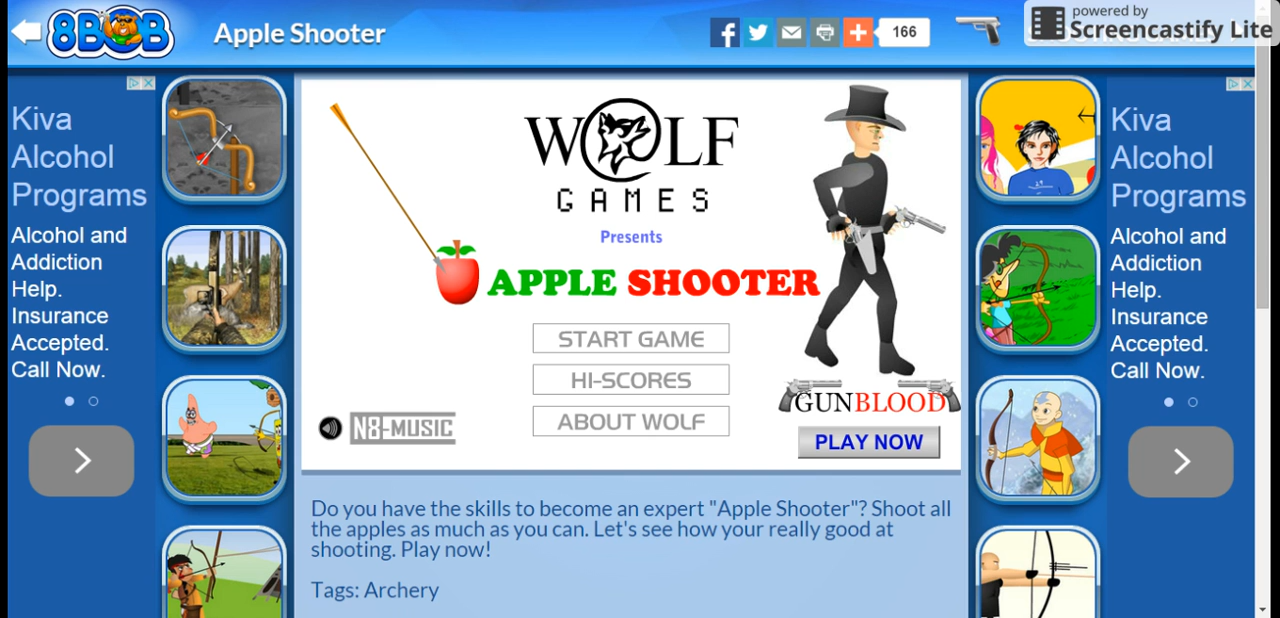 8BOB
Apple Shooter
166
powered by
Screencastify Lite
Kiva
Alcohol
Programs
Alcohol and
Addiction
Help.
Insurance
Accepted.
Call Now.
WOLF
GAMES
Presents
APPLE SHOOTER
START GAME
HI-SCORES
ABOUT WOLF
N8-MUSIC
GUNBLOOD
PLAY NOW
Do you have the skills to become an expert "Apple Shooter"? Shoot all
the apples as much as you can. Let's see how your really good at
shooting. Play now!
Tags: Archery
Kiva
Alcohol
Programs
Alcohol and
Addiction
Help.
Insurance
Accepted.
Call Now.